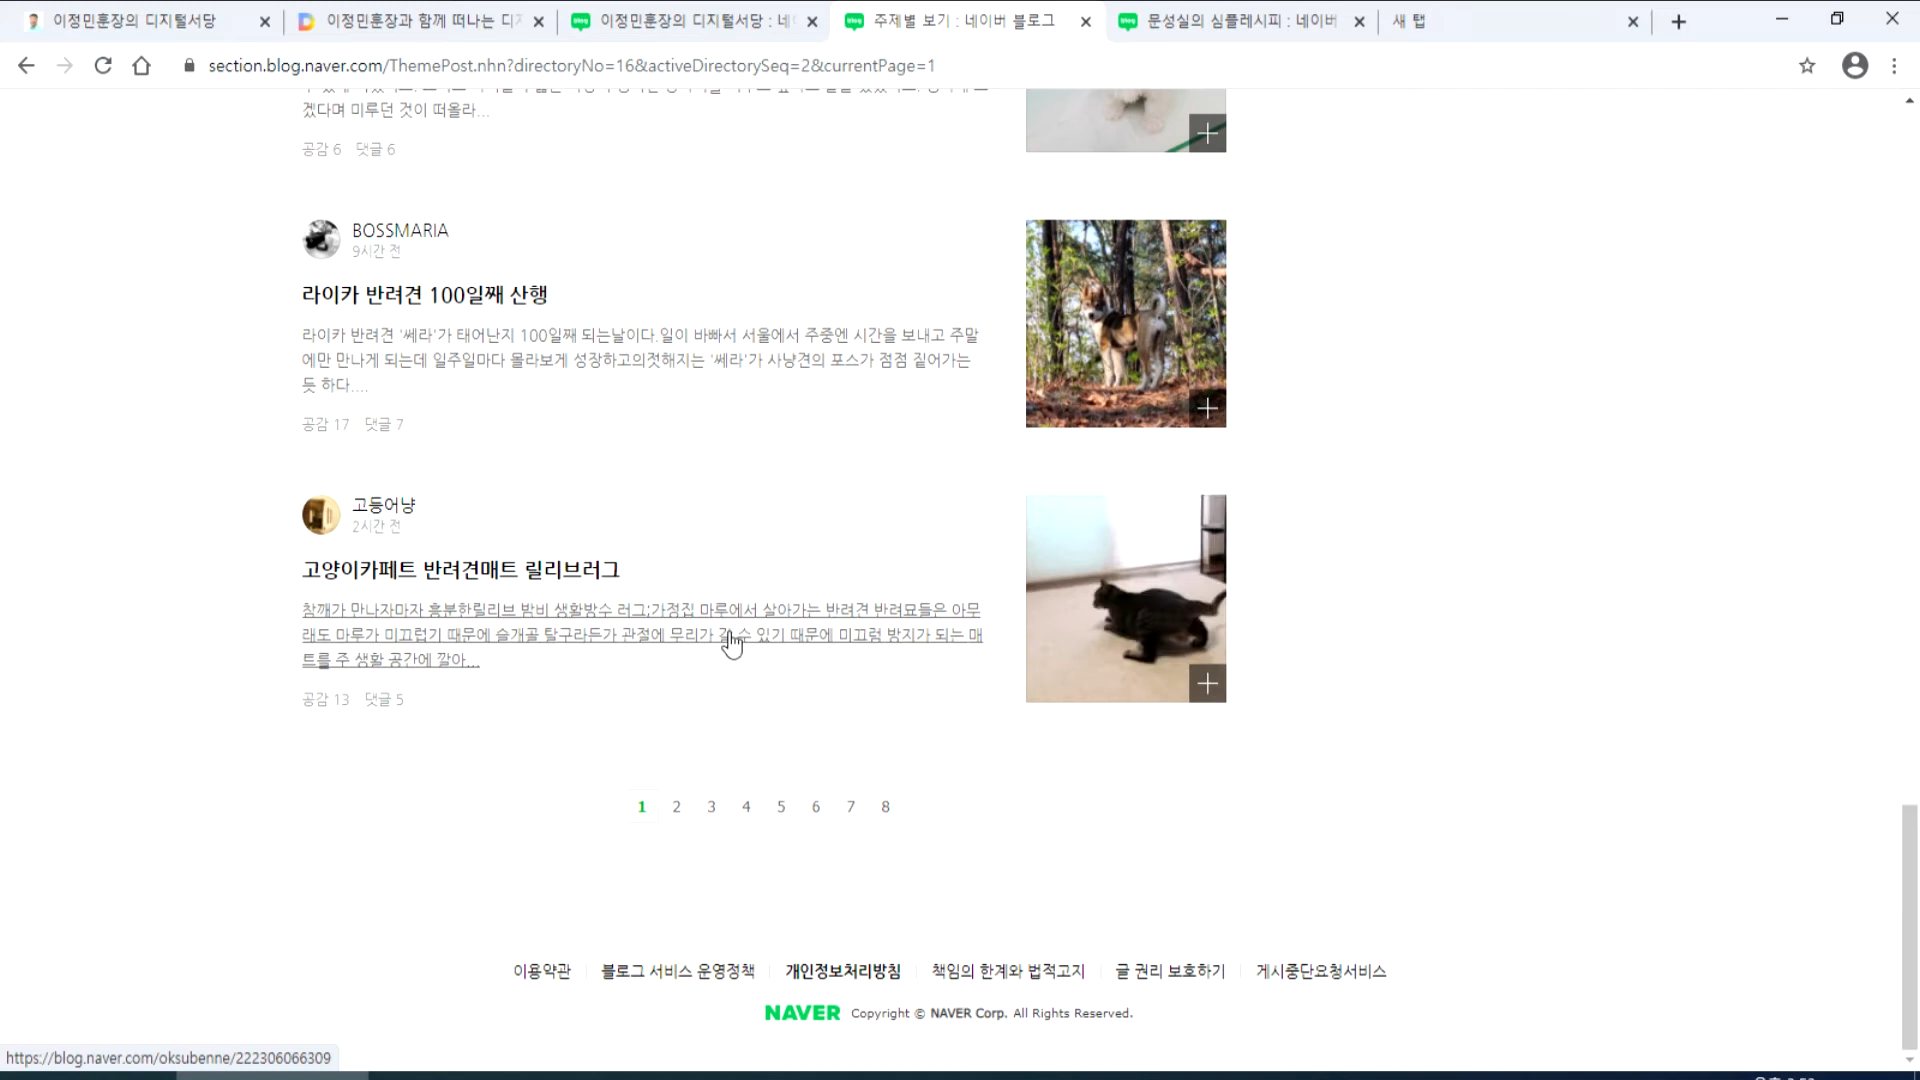 이정민훈장의 디지털서당
이정민훈장과 함께 떠나는 디지
이정민훈장의 디지털서당 : 네이
주제별 보기 : 네이버 블로그
문성실의 심플레시피 : 네이버
새 탭
section.blog.naver.com/ThemePost.nhn?directoryNo=16&activeDirectorySeq=2&currentPage=1
겠다며 미루던 것이 떠올라...
공감 6 댓글 6
BOSSMARIA
9시간 전
라이카 반려견 100일째 산행
라이카 반려견 '쎄라'가 태어난지 100일째 되는날이다.일이 바빠서 서울에서 주중엔 시간을 보내고 주말
에만 만나게 되는데 일주일마다 몰라보게 성장하고의젓해지는 '쎄라'가 사냥견의 포스가 점점 짙어가는
듯 하다....
공감 17 댓글 7
고등어냥
2시간 전
고양이카페트 반려견매트 릴리브러그
참깨가 만나자마자 흥분한릴리브 밤비 생활방수 러그;가정집 마루에서 살아가는 반려견 반려묘들은 아무
래도 마루가 미끄럽기 때문에 슬개골 탈구라든가 관절에 무리가 갈 수 있기 때문에 미끄럼 방지가 되는 매
트를 주 생활 공간에 깔아...
공감 13 댓글 5
1 2 3 4 5 6 7 8
이용약관 블로그 서비스 운영정책 개인정보처리방침 책임의 한계와 법적고지 글 권리 보호하기 게시중단요청서비스
NAVER Copyright © NAVER Corp. All Rights Reserved.
https://blog.naver.com/oksubenne/222306066309